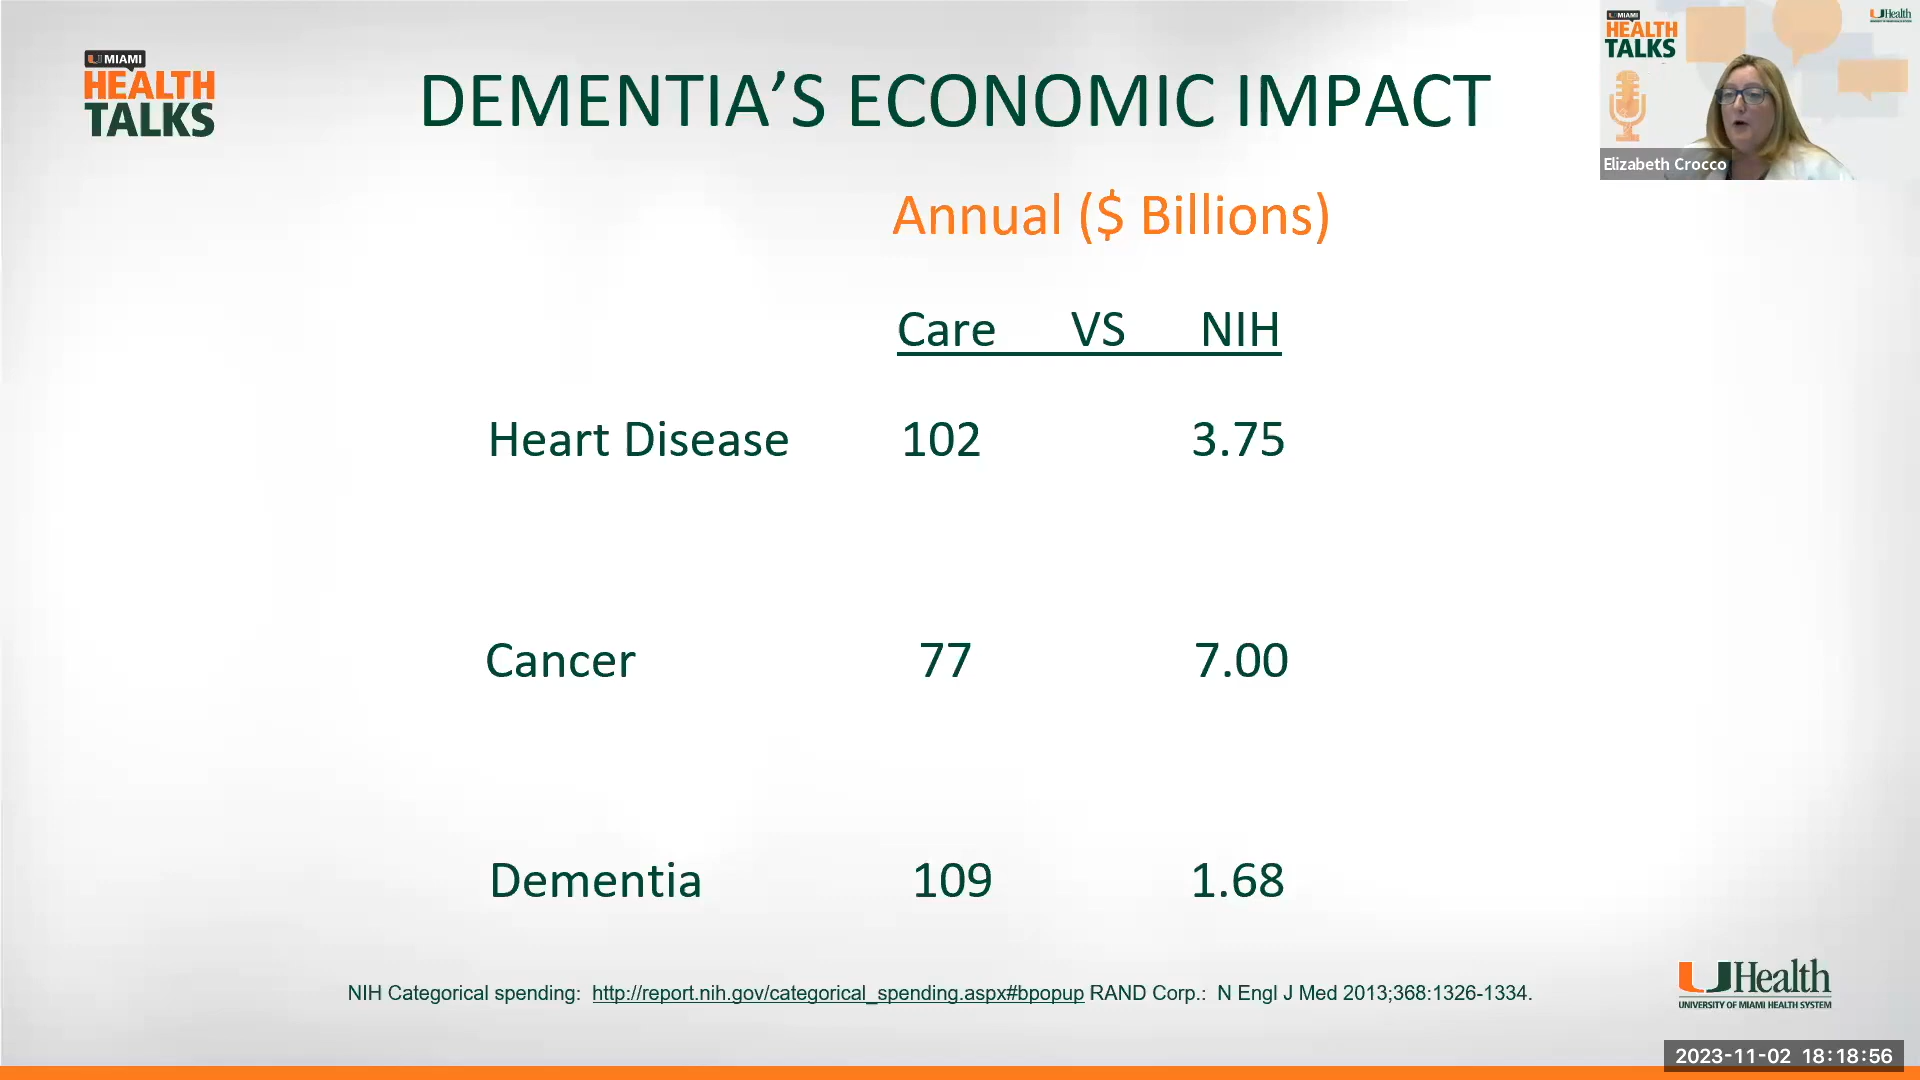 MIAMI
HEALTH
TALKS
DEMENTIA’S ECONOMIC IMPACT
MIAMI
HEALTH
TALKS
UHealth
Elizabeth Crocco
Annual ($ Billions)
Care VS NIH
Heart Disease 102 3.75
Cancer 77 7.00
Dementia 109 1.68
NIH Categorical spending: http://report.nih.gov/categorical_spending.aspx#bpopup RAND Corp.: N Engl J Med 2013;368:1326-1334.
UHealth
UNIVERSITY OF MIAMI HEALTH SYSTEM
2023-11-02 18:18:56